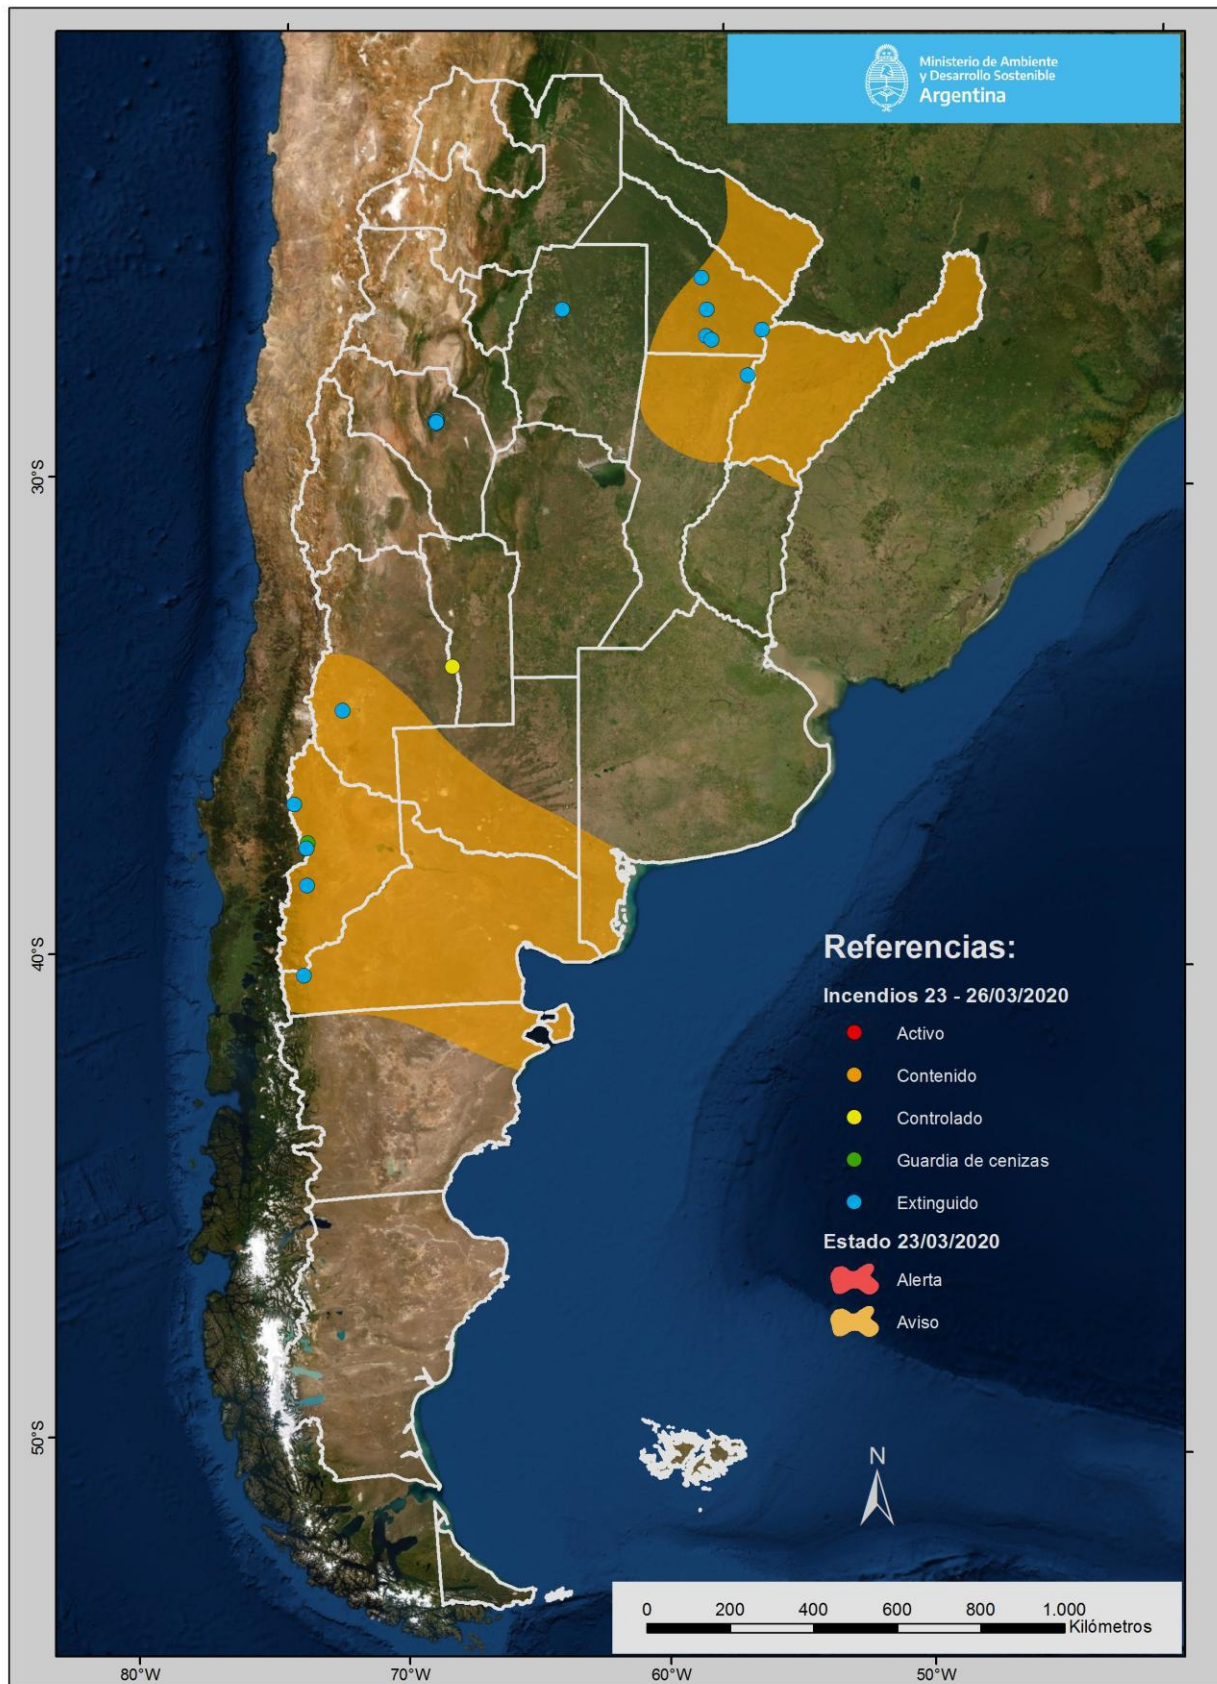 Ministerio de Ambiente
y Desarrollo Sostenible
Argentina
30°S
40°S
50°S
Referencias:
Incendios 23 - 26/03/2020
Activo
Contenido
Controlado
Guardia de cenizas
Extinguido
Estado 23/03/2020
Alerta
Aviso
N
0 200 400 600 800 1.000
Kilómetros
80°W 70°W 60°W 50°W